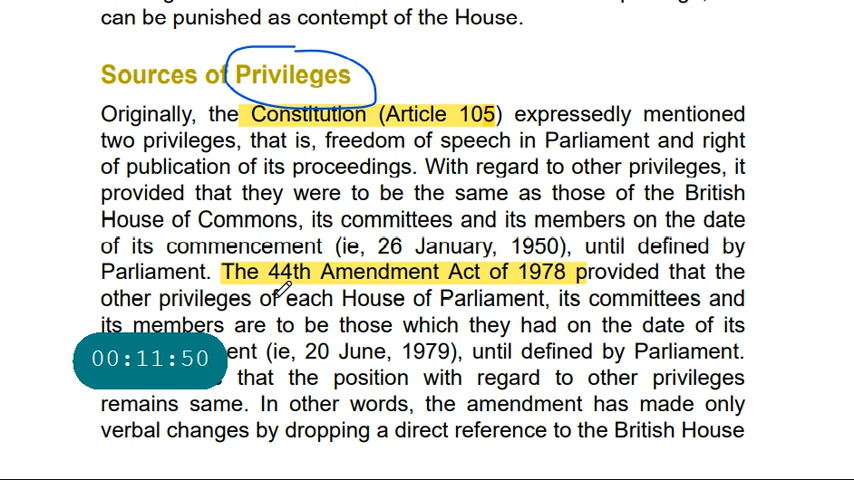 can be punished as contempt of the House.
Sources of Privileges
Originally, the Constitution (Article 105) expressedly mentioned
two privileges, that is, freedom of speech in Parliament and right
of publication of its proceedings. With regard to other privileges, it
provided that they were to be the same as those of the British
House of Commons, its committees and its members on the date
of its commencement (ie, 26 January, 1950), until defined by
Parliament. The 44th Amendment Act of 1978 provided that the
other privileges of each House of Parliament, its committees and
its members are to be those which they had on the date of its
00:11:50
ent (ie, 20 June, 1979), until defined by Parliament.
that the position with regard to other privileges
remains same. In other words, the amendment has made only
verbal changes by dropping a direct reference to the British House